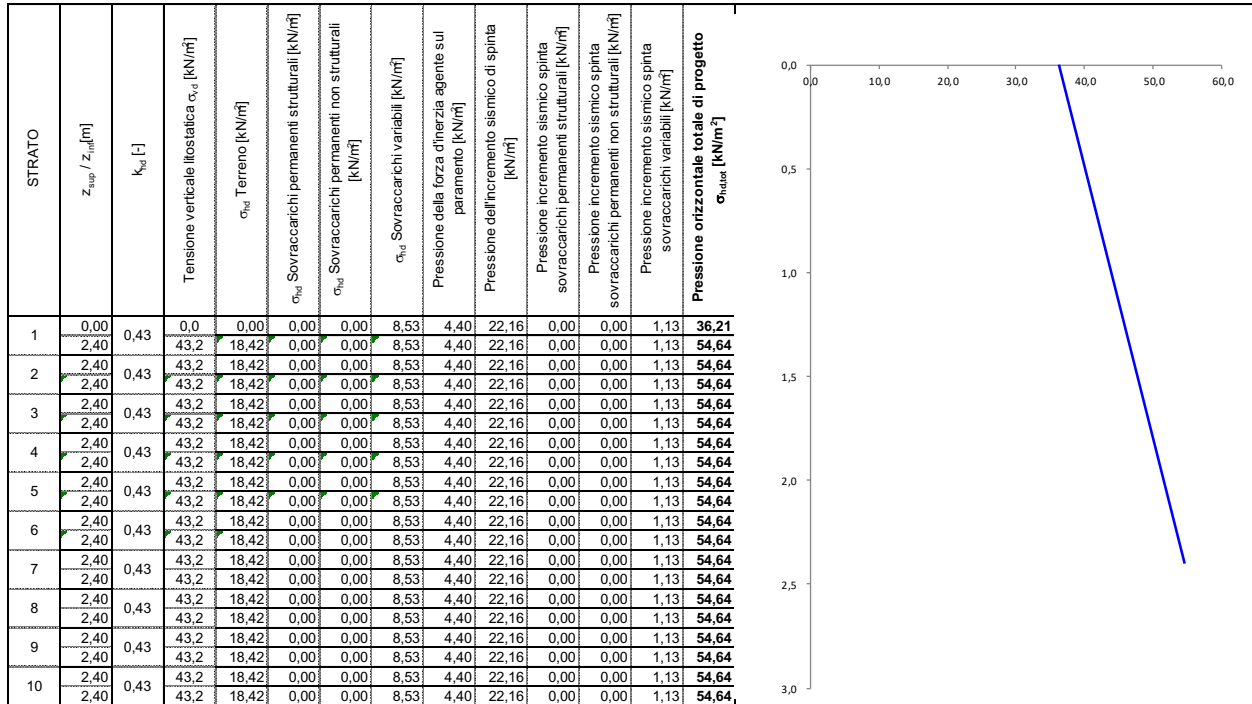 STRATO
z sup / z inf [m]
k hd [-]
Tensione verticale litostatica σ vd [kN/m²]
σ hd Terreno [kN/m²]
σ hd Sovraccarichi permanenti strutturali [kN/m²]
σ hd Sovraccarichi permanenti non strutturali [kN/m²]
σ hd Sovraccarichi variabili [kN/m²]
Pressione della forza d'inerzia agente sul paramento [kN/m²]
Pressione dell'incremento sismico di spinta [kN/m²]
Pressione incremento sismico spinta sovraccarichi permanenti strutturali [kN/m²]
Pressione incremento sismico spinta sovraccarichi permanenti non strutturali [kN/m²]
Pressione incremento sismico spinta sovraccarichi variabili [kN/m²]
Pressione orizzontale totale di progetto σ hd,tot [kN/m²]
1 0,00 0,43 0,0 0,00 0,00 0,00 8,53 4,40 22,16 0,00 0,00 1,13 36,21
2,40 43,2 18,42 0,00 0,00 8,53 4,40 22,16 0,00 0,00 1,13 54,64
2 2,40 0,43 43,2 18,42 0,00 0,00 8,53 4,40 22,16 0,00 0,00 1,13 54,64
2,40 43,2 18,42 0,00 0,00 8,53 4,40 22,16 0,00 0,00 1,13 54,64
3 2,40 0,43 43,2 18,42 0,00 0,00 8,53 4,40 22,16 0,00 0,00 1,13 54,64
2,40 43,2 18,42 0,00 0,00 8,53 4,40 22,16 0,00 0,00 1,13 54,64
4 2,40 0,43 43,2 18,42 0,00 0,00 8,53 4,40 22,16 0,00 0,00 1,13 54,64
2,40 43,2 18,42 0,00 0,00 8,53 4,40 22,16 0,00 0,00 1,13 54,64
5 2,40 0,43 43,2 18,42 0,00 0,00 8,53 4,40 22,16 0,00 0,00 1,13 54,64
2,40 43,2 18,42 0,00 0,00 8,53 4,40 22,16 0,00 0,00 1,13 54,64
6 2,40 0,43 43,2 18,42 0,00 0,00 8,53 4,40 22,16 0,00 0,00 1,13 54,64
2,40 43,2 18,42 0,00 0,00 8,53 4,40 22,16 0,00 0,00 1,13 54,64
7 2,40 0,43 43,2 18,42 0,00 0,00 8,53 4,40 22,16 0,00 0,00 1,13 54,64
2,40 43,2 18,42 0,00 0,00 8,53 4,40 22,16 0,00 0,00 1,13 54,64
8 2,40 0,43 43,2 18,42 0,00 0,00 8,53 4,40 22,16 0,00 0,00 1,13 54,64
2,40 43,2 18,42 0,00 0,00 8,53 4,40 22,16 0,00 0,00 1,13 54,64
9 2,40 0,43 43,2 18,42 0,00 0,00 8,53 4,40 22,16 0,00 0,00 1,13 54,64
2,40 43,2 18,42 0,00 0,00 8,53 4,40 22,16 0,00 0,00 1,13 54,64
10 2,40 0,43 43,2 18,42 0,00 0,00 8,53 4,40 22,16 0,00 0,00 1,13 54,64
2,40 43,2 18,42 0,00 0,00 8,53 4,40 22,16 0,00 0,00 1,13 54,64
0,0
0,0 10,0 20,0 30,0 40,0 50,0 60,0
0,5
1,0
1,5
2,0
2,5
3,0